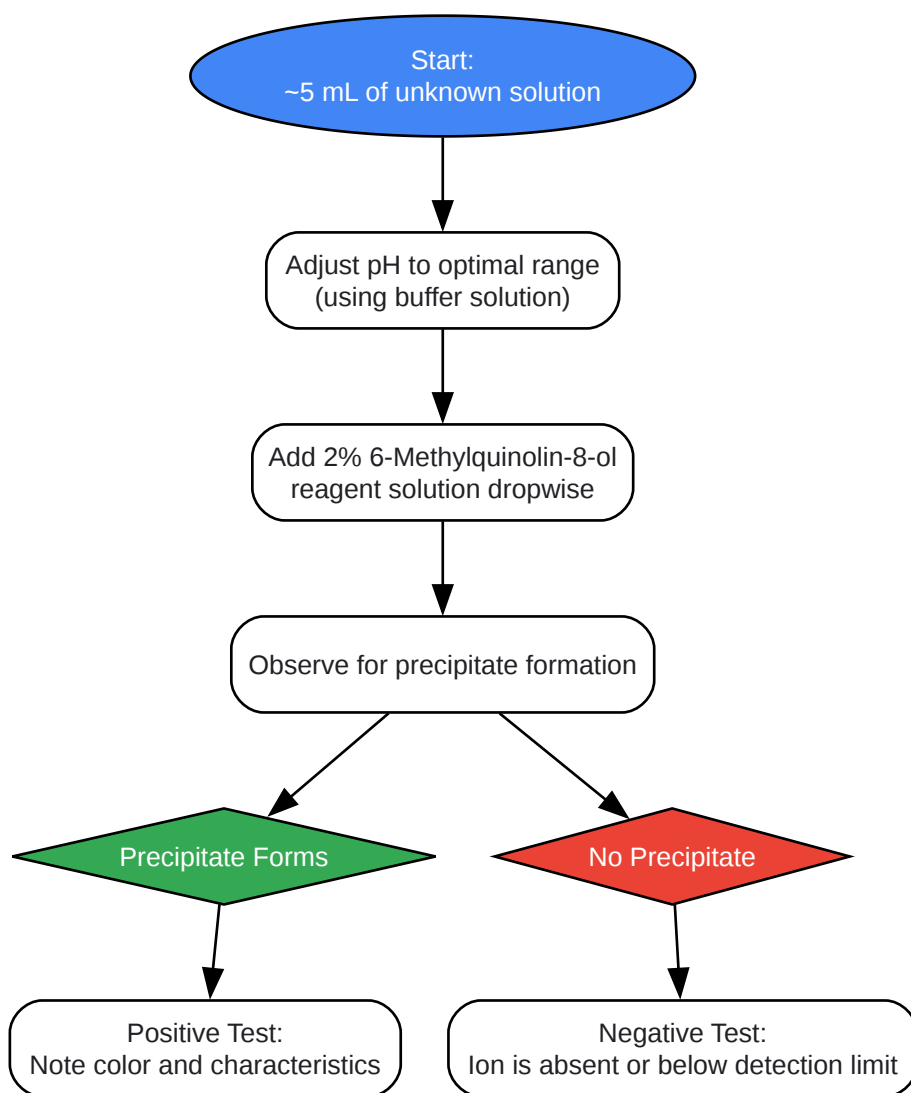 Start:
~5 mL of unknown solution
Adjust pH to optimal range
(using buffer solution)
Add 2% 6-Methylquinolin-8-ol
reagent solution dropwise
Observe for precipitate formation
Precipitate Forms
No Precipitate
Positive Test:
Note color and characteristics
Negative Test:
Ion is absent or below detection limit